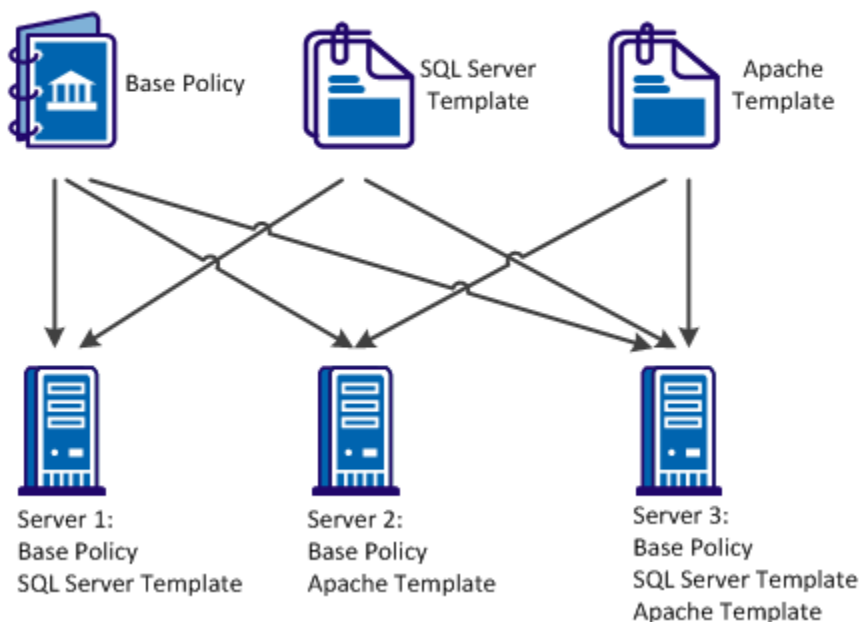 Base Policy
SQL Server
Template
Apache
Template
Server 1:
Base Policy
SQL Server Template
Server 2:
Base Policy
Apache Template
Server 3:
Base Policy
SQL Server Template
Apache Template